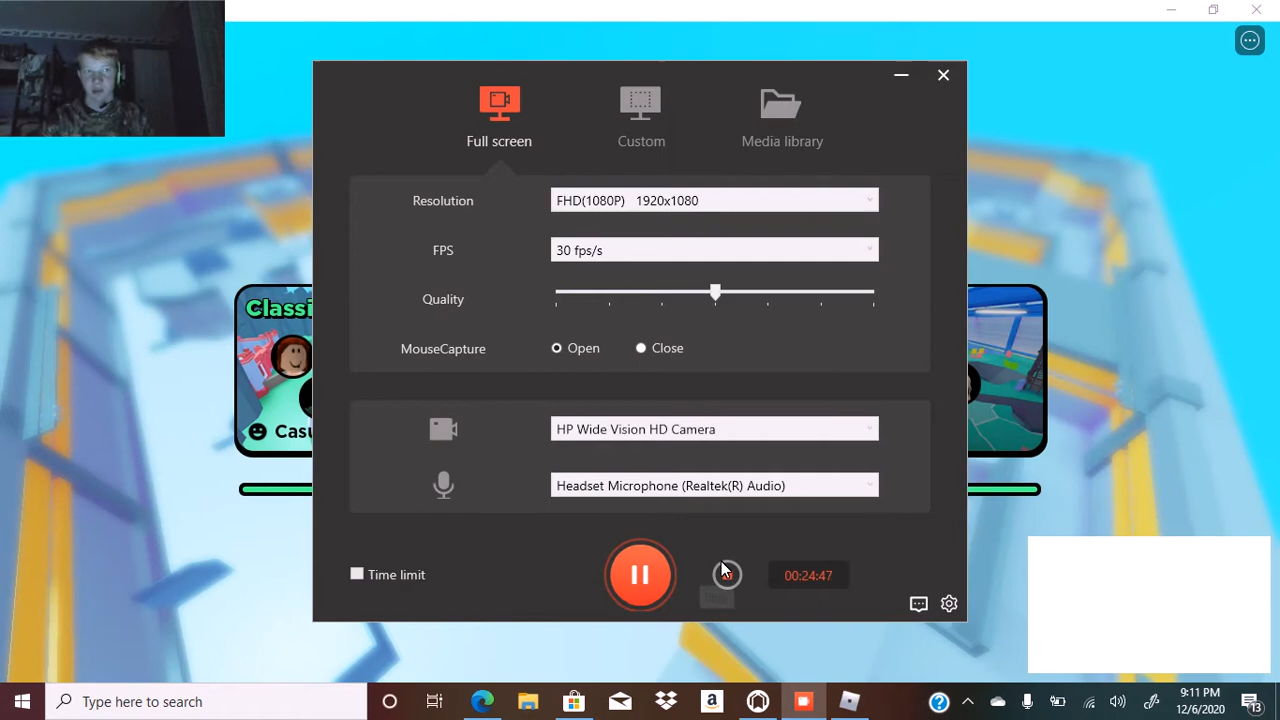 Full screen
Custom
Media library
Resolution
FHD(1080P) 1920x1080
FPS
30 fps/s
Quality
MouseCapture
Open
Close
Classi
Casu
HP Wide Vision HD Camera
Headset Microphone (Realtek(R) Audio)
Time limit
00:24:47
Type here to search
a
?
9:11 PM
12/6/2020
13